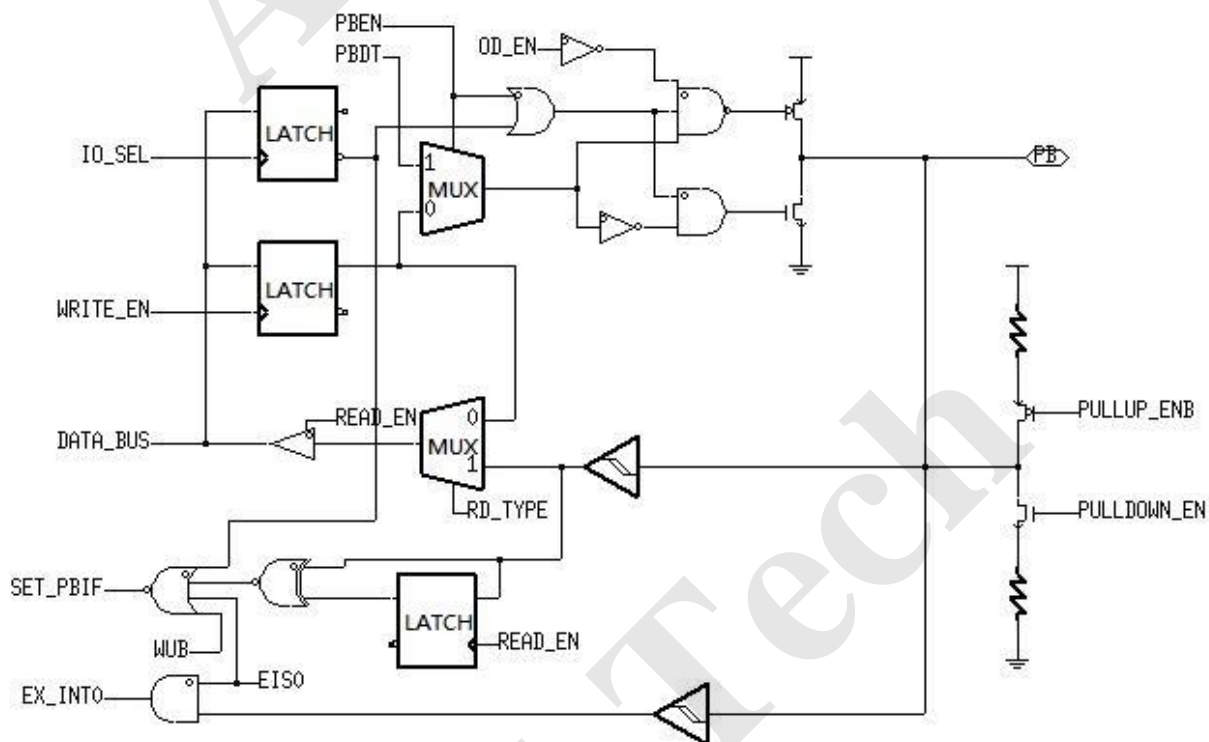 PBEN
PBDT
OD_EN
LATCH
IO_SEL
1
MUX
0
PB
LATCH
WRITE_EN
READ_EN
0
MUX
1
DATA_BUS
RD_TYPE
PULLUP_ENB
PULLDOWN_EN
SET_PBIF
LATCH
READ_EN
WUB
EX_INT0
EIS0
Tech